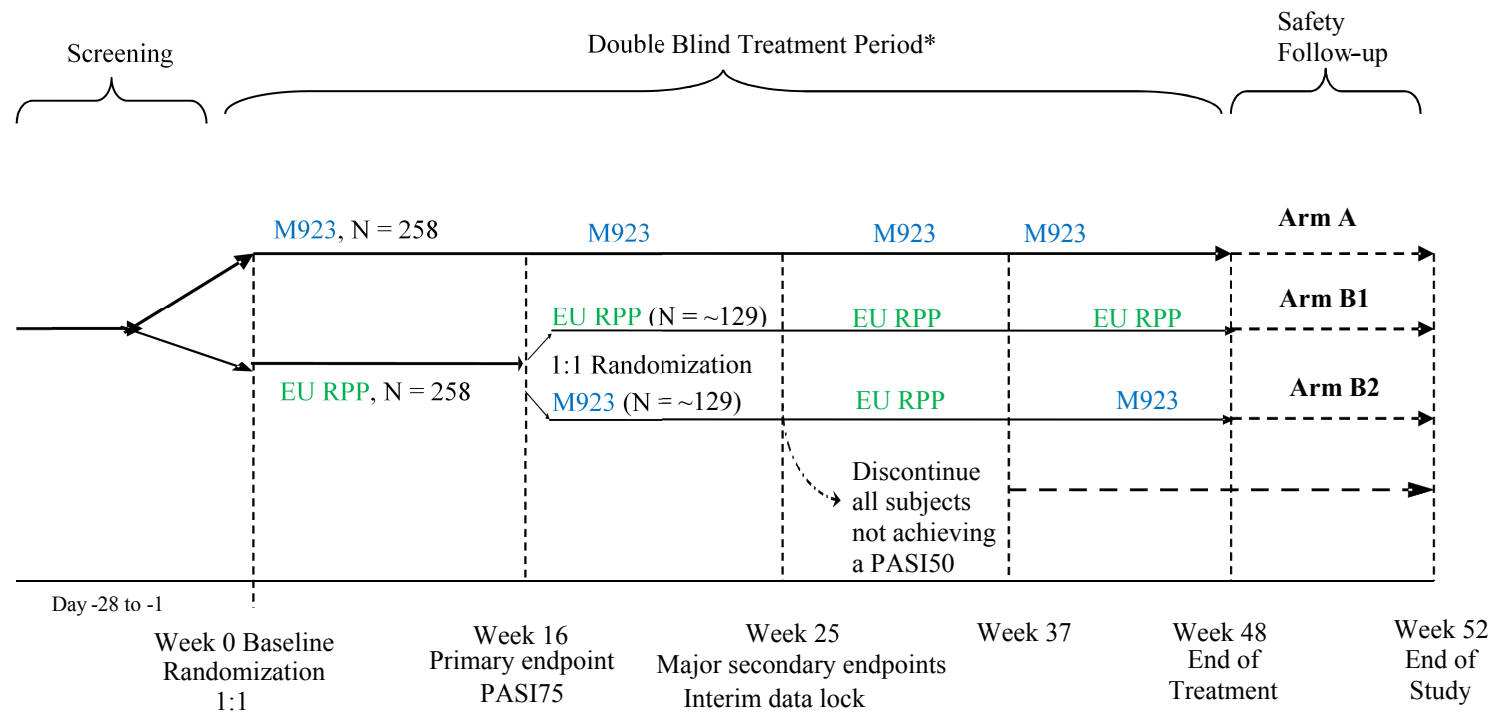 Screening
Double Blind Treatment Period*
Safety
Follow-up
M923, N = 258
M923
M923
M923
Arm A
EU RPP (N = ~129)
EU RPP
EU RPP
Arm B1
1:1 Randomization
EU RPP, N = 258
M923 (N = ~129)
EU RPP
M923
Arm B2
Discontinue
all subjects
not achieving
a PASI50
Day -28 to -1
Week 0 Baseline
Randomization
1:1
Week 16
Primary endpoint
PASI75
Week 25
Major secondary endpoints
Interim data lock
Week 37
Week 48
End of
Treatment
Week 52
End of
Study